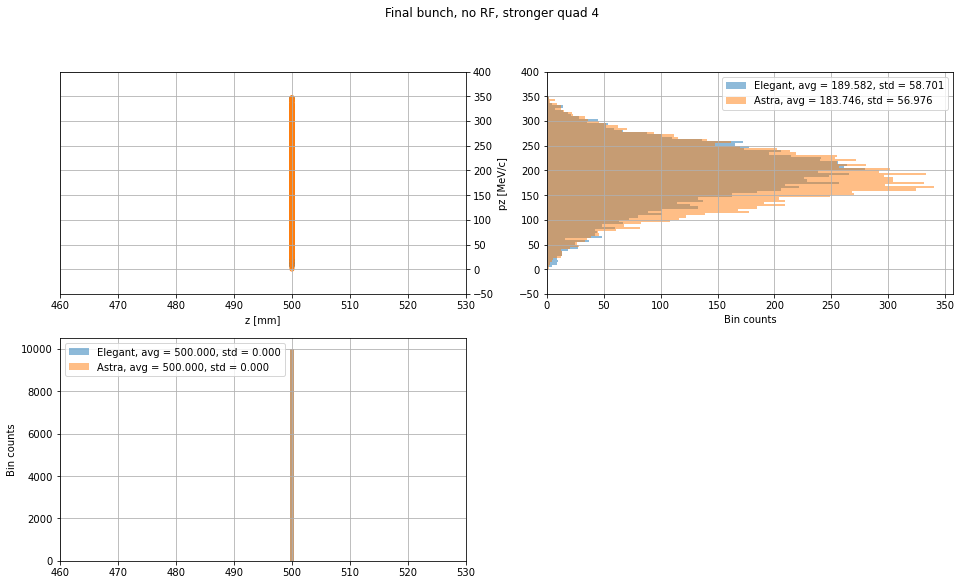 Final bunch, no RF, stronger quad 4
400
350
300
250
200
150
100
50
0
−50
pz [MeV/c]
460 470 480 490 500 510 520 530
z [mm]
400
350
300
250
200
150
100
50
0
−50
Elegant, avg = 189.582, std = 58.701
Astra, avg = 183.746, std = 56.976
0 50 100 150 200 250 300 350
Bin counts
10000
8000
6000
4000
2000
0
Bin counts
Elegant, avg = 500.000, std = 0.000
Astra, avg = 500.000, std = 0.000
460 470 480 490 500 510 520 530